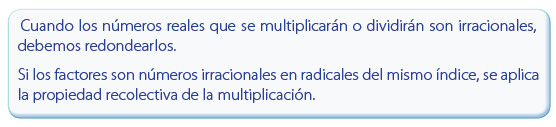 Cuando los números reales que se multiplicarán o dividirán son irracionales,
debemos redondearlos.
Si los factores son números irracionales en radicales del mismo índice, se aplica
la propiedad recolectiva de la multiplicación.